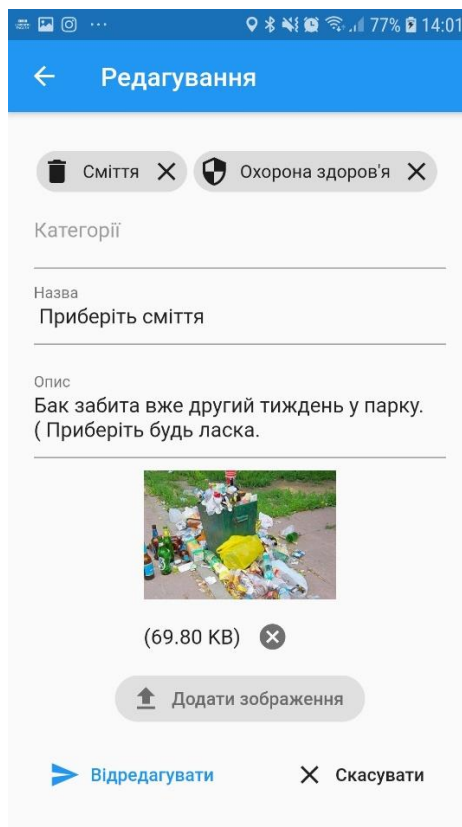 77% 14:01
Редагування
Сміття Охорона здоров'я
Категорії
Назва
Приберіть сміття
Опис
Бак забита вже другий тиждень у парку.
( Приберіть будь ласка.
(69.80 KB)
Додати зображення
Відредагувати Скасувати